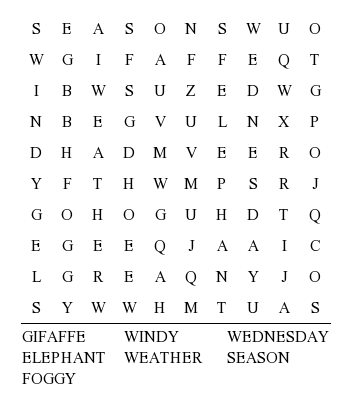 S E A S O N S W U O
W G I F A F F E Q T
I B W S U Z E D W G
N B E G V U L N X P
D H A D M V E E R O
Y F T H W M P S R J
G O H O G U H D T Q
E G E E Q J A A I C
L G R E A Q N Y J O
S Y W W H M T U A S
GIFAFFE WINDY WEDNESDAY
ELEPHANT WEATHER SEASON
FOGGY